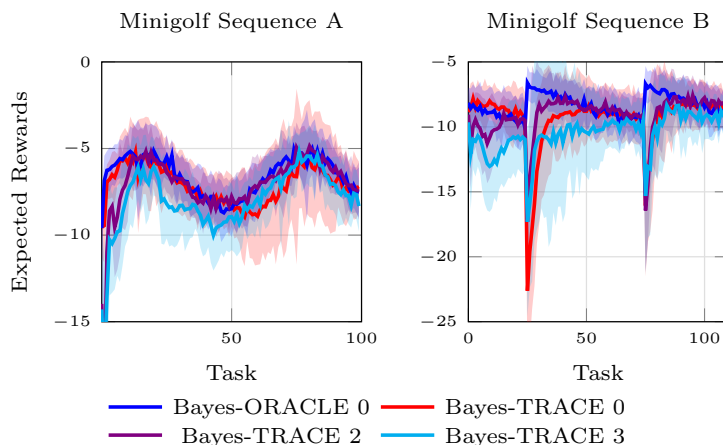 Minigolf Sequence A
Minigolf Sequence B
Expected Rewards
0
−5
−10
−15
50
100
Task
−5
−10
−15
−20
−25
0
50
100
Task
Bayes-ORACLE 0
Bayes-TRACE 0
Bayes-TRACE 2
Bayes-TRACE 3